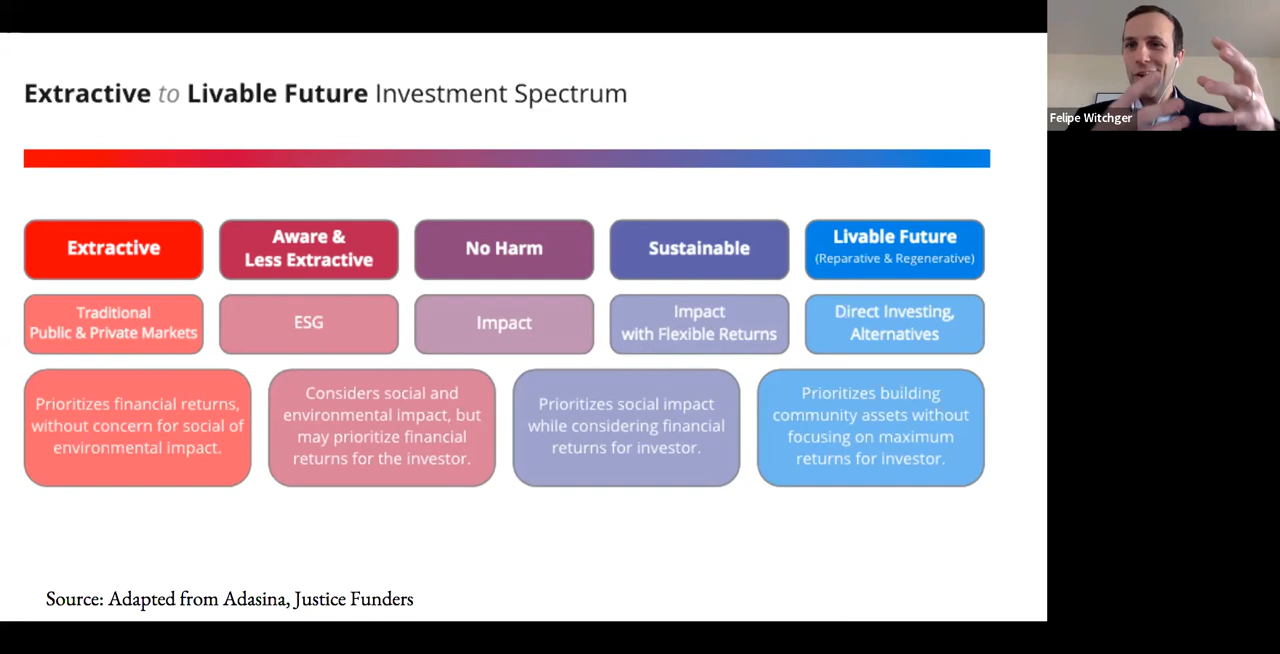 Extractive to Livable Future Investment Spectrum
Felipe Witchger
Extractive
Aware &
Less Extractive
No Harm
Sustainable
Livable Future
(Reparative & Regenerative)
Traditional
Public & Private Markets
ESG
Impact
Impact
with Flexible Returns
Direct Investing,
Alternatives
Prioritizes financial returns,
without concern for social of
environmental impact.
Considers social and
environmental impact, but
may prioritize financial
returns for the investor.
Prioritizes social impact
while considering financial
returns for investor.
Prioritizes building
community assets without
focusing on maximum
returns for investor.
Source: Adapted from Adasina, Justice Funders